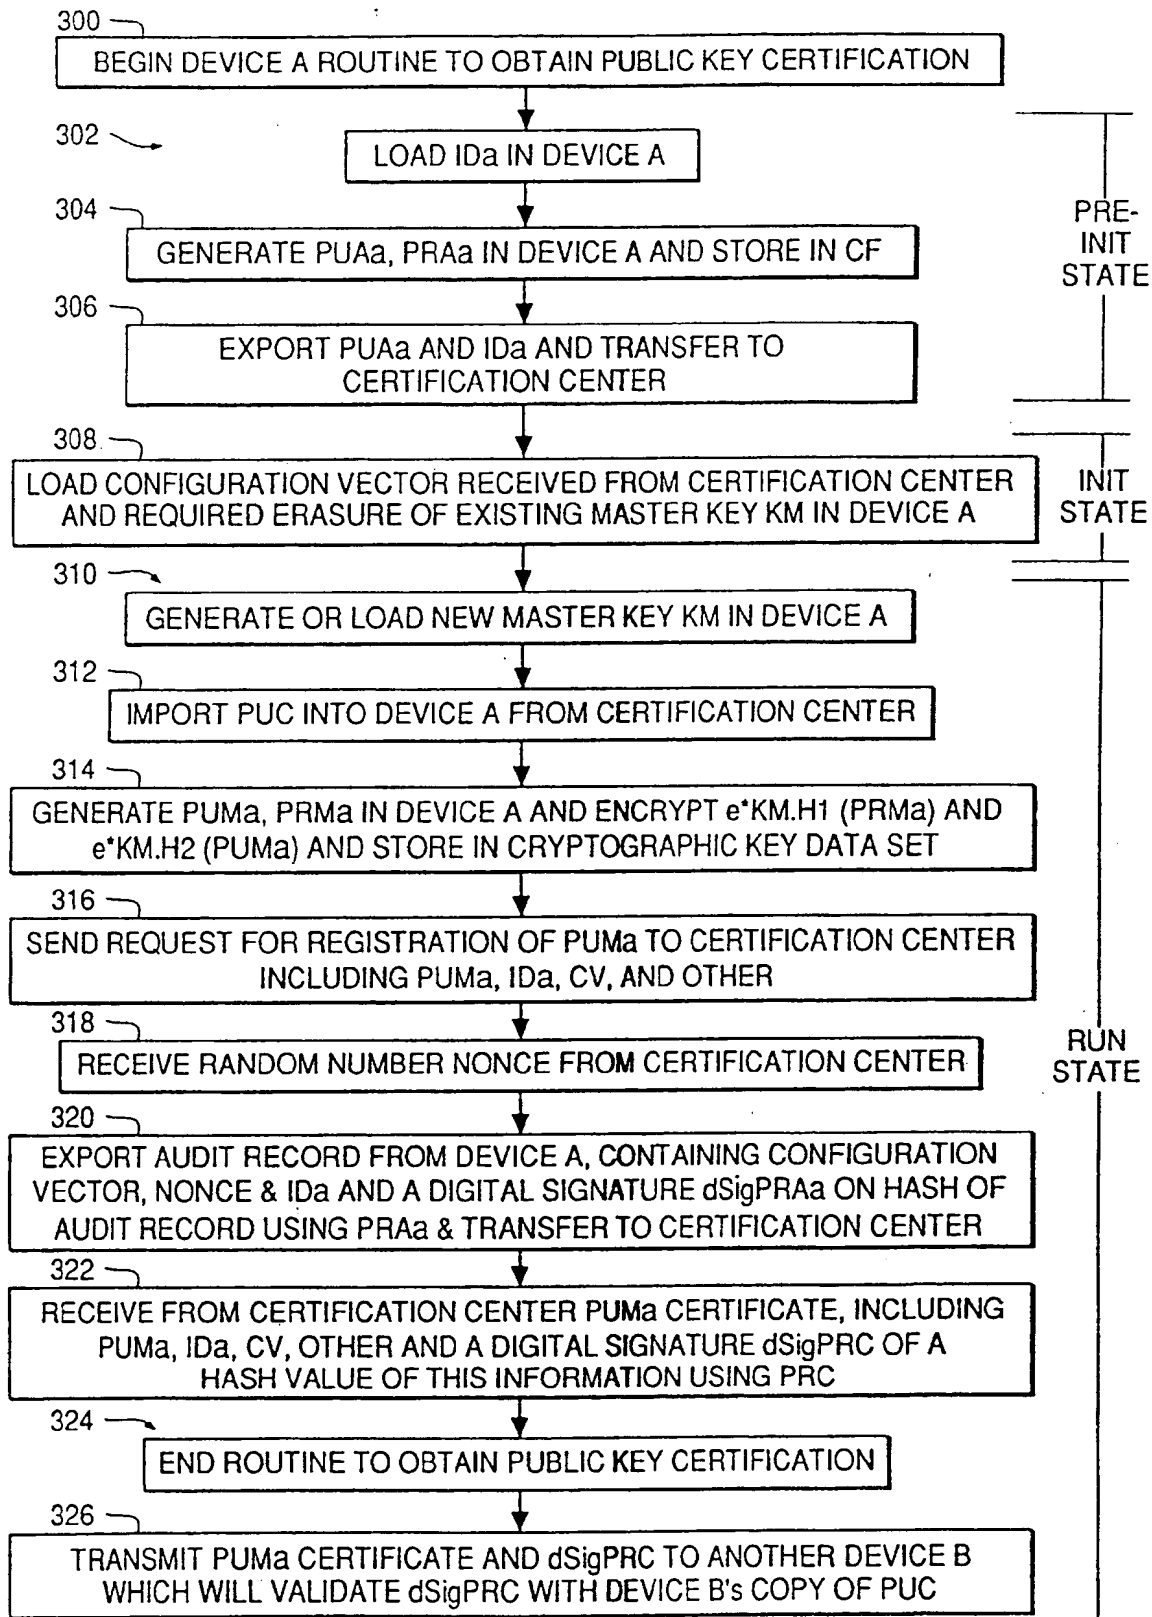 300
BEGIN DEVICE A ROUTINE TO OBTAIN PUBLIC KEY CERTIFICATION
302
LOAD IDa IN DEVICE A
304
GENERATE PUAa, PRAa IN DEVICE A AND STORE IN CF
306
EXPORT PUAa AND IDa AND TRANSFER TO
CERTIFICATION CENTER
PRE-
INIT
STATE
308
LOAD CONFIGURATION VECTOR RECEIVED FROM CERTIFICATION CENTER
AND REQUIRED ERASURE OF EXISTING MASTER KEY KM IN DEVICE A
INIT
STATE
310
GENERATE OR LOAD NEW MASTER KEY KM IN DEVICE A
312
IMPORT PUC INTO DEVICE A FROM CERTIFICATION CENTER
314
GENERATE PUMa, PRMa IN DEVICE A AND ENCRYPT e*KM.H1 (PRMa) AND
e*KM.H2 (PUMa) AND STORE IN CRYPTOGRAPHIC KEY DATA SET
316
SEND REQUEST FOR REGISTRATION OF PUMa TO CERTIFICATION CENTER
INCLUDING PUMa, IDa, CV, AND OTHER
318
RECEIVE RANDOM NUMBER NONCE FROM CERTIFICATION CENTER
RUN
STATE
320
EXPORT AUDIT RECORD FROM DEVICE A, CONTAINING CONFIGURATION
VECTOR, NONCE & IDa AND A DIGITAL SIGNATURE dSigPRAa ON HASH OF
AUDIT RECORD USING PRAa & TRANSFER TO CERTIFICATION CENTER
322
RECEIVE FROM CERTIFICATION CENTER PUMa CERTIFICATE, INCLUDING
PUMa, IDa, CV, OTHER AND A DIGITAL SIGNATURE dSigPRC OF A
HASH VALUE OF THIS INFORMATION USING PRC
324
END ROUTINE TO OBTAIN PUBLIC KEY CERTIFICATION
326
TRANSMIT PUMa CERTIFICATE AND dSigPRC TO ANOTHER DEVICE B
WHICH WILL VALIDATE dSigPRC WITH DEVICE B's COPY OF PUC